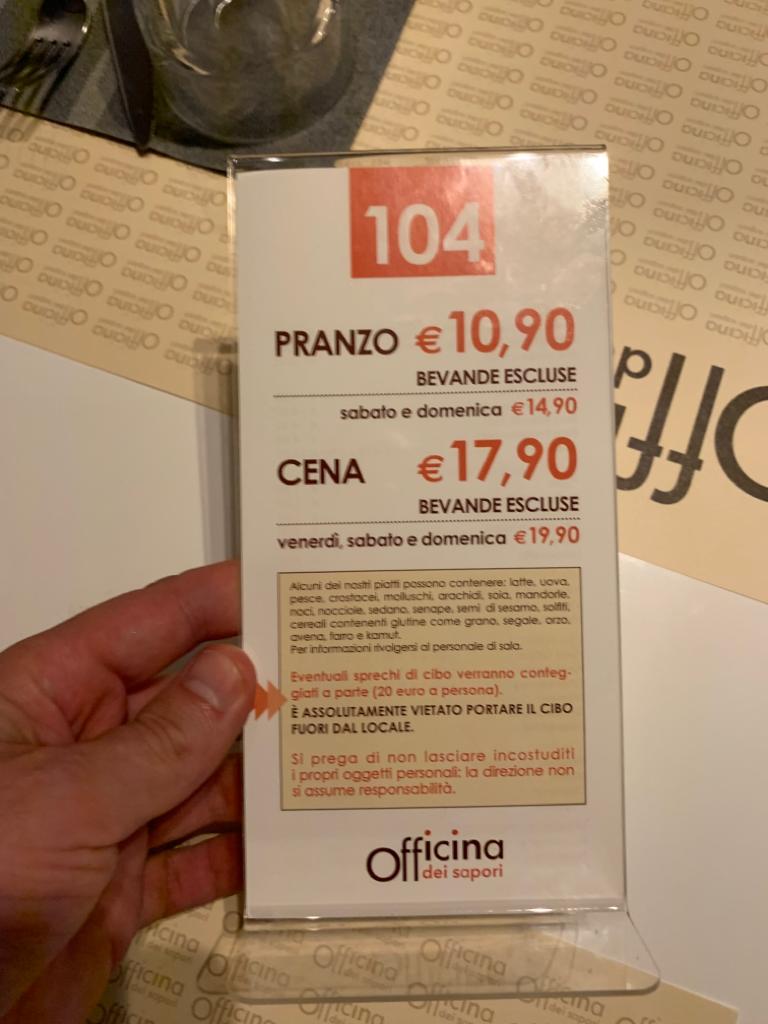 104
PRANZO € 10,90
BEVANDE ESCLUSE
sabato e domenica €14,90
CENA € 17,90
BEVANDE ESCLUSE
venerdì, sabato e domenica €19,90
Alcuni dei nostri piatti possono contenere: latte, uova,
pesce, crostacei, molluschi, arachidi, soia, mandorle,
noci, nocciole, sedano, senape, semi di sesamo, solfiti,
cereali contenenti glutine come grano, segale, orzo,
avena, farro e kamut.
Per informazioni rivolgersi al personale di sala.
Eventuali sprechi di cibo verranno conteg-
giati a parte (20 euro a persona).
È ASSOLUTAMENTE VIETATO PORTARE IL CIBO
FUORI DAL LOCALE.
Si prega di non lasciare incostuditi
i propri oggetti personali: la direzione non
si assume responsabilità.
Officina
dei sapori